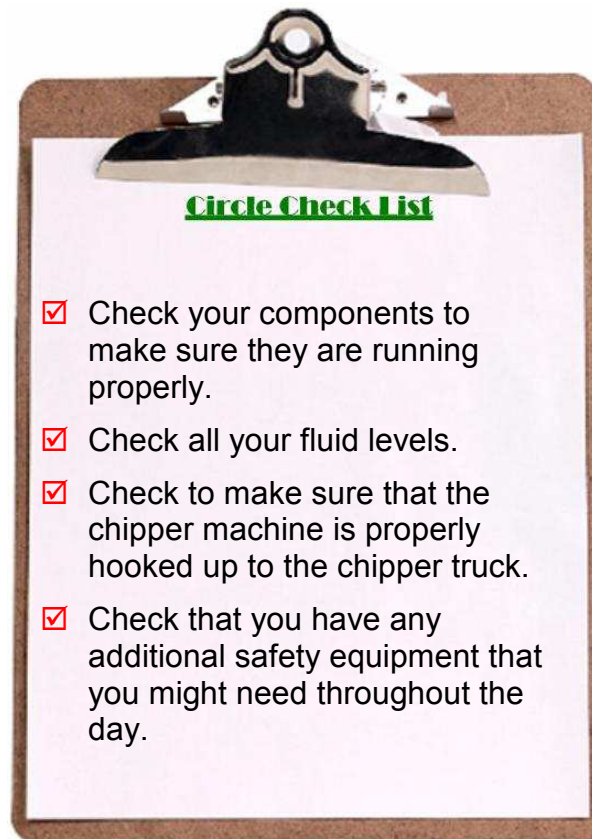 Circle Check List
☑ Check your components to
make sure they are running
properly.
☑ Check all your fluid levels.
☑ Check to make sure that the
chipper machine is properly
hooked up to the chipper truck.
☑ Check that you have any
additional safety equipment that
you might need throughout the
day.